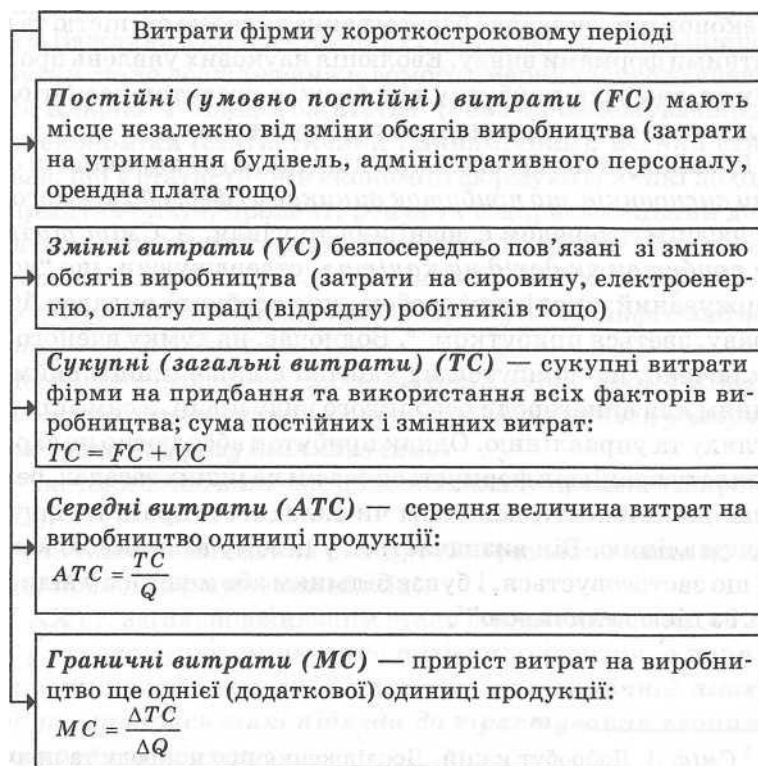 Витрати фірми у короткостроковому періоді
Постійні (умовно постійні) витрати (FC) мають
місце незалежно від зміни обсягів виробництва (затрати
на утримання будівель, адміністративного персоналу,
орендна плата тощо)
Змінні витрати (VC) безпосередньо пов’язані зі зміною
обсягів виробництва (затрати на сировину, електроенер-
гію, оплату праці (відрядну) робітників тощо)
Сукупні (загальні витрати) (TC) — сукупні витрати
фірми на придбання та використання всіх факторів ви-
робництва; сума постійних і змінних витрат:
TC = FC + VC
Середні витрати (ATC) — середня величина витрат на
виробництво одиниці продукції:
ATC = TC/Q
Граничні витрати (MC) — приріст витрат на виробни-
цтво ще однієї (додаткової) одиниці продукції:
MC = ΔTC/ΔQ